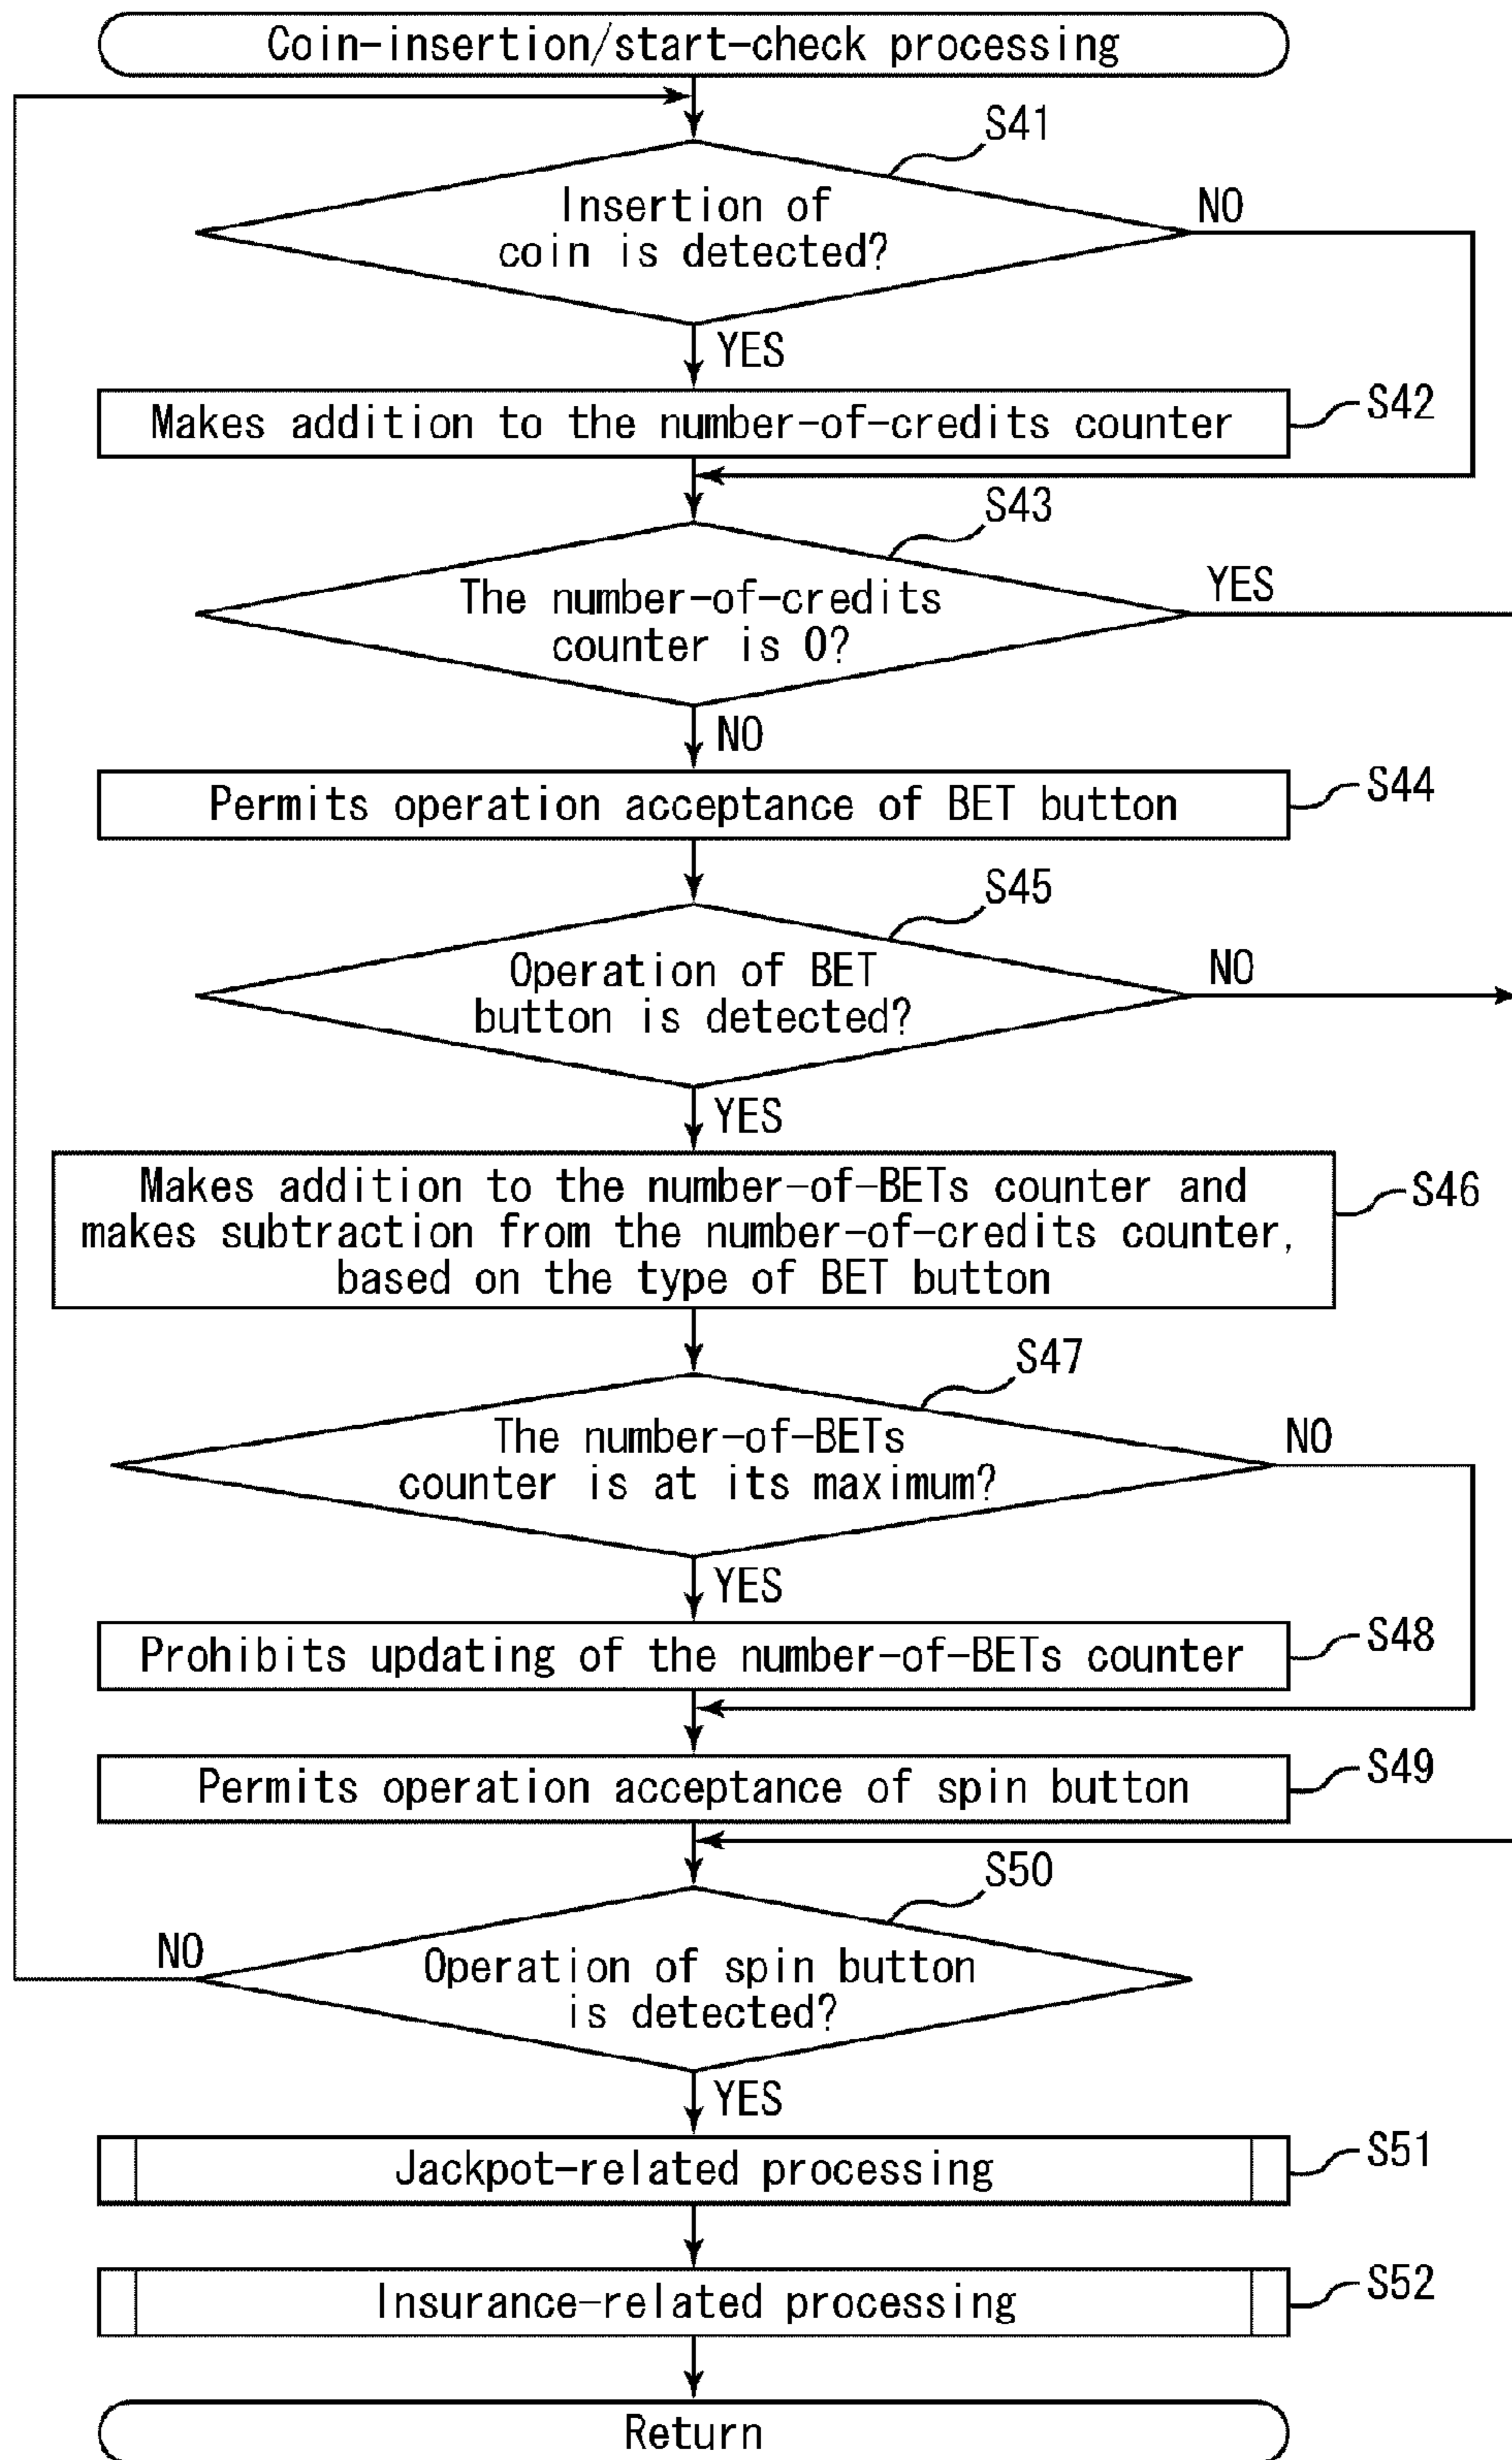 Coin-insertion/start-check processing
S41
Insertion of
coin is detected?
NO
YES
Makes addition to the number-of-credits counter
S42
S43
The number-of-credits
counter is 0?
YES
NO
Permits operation acceptance of BET button
S44
S45
Operation of BET
button is detected?
NO
YES
Makes addition to the number-of-BETs counter and
makes subtraction from the number-of-credits counter,
based on the type of BET button
S46
S47
The number-of-BETs
counter is at its maximum?
NO
YES
Prohibits updating of the number-of-BETs counter
S48
Permits operation acceptance of spin button
S49
S50
NO
Operation of spin button
is detected?
YES
Jackpot-related processing
S51
Insurance-related processing
S52
Return